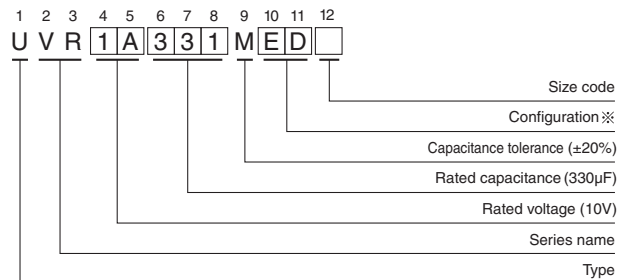 1 2 3 4 5 6 7 8 9 10 11 12
U V R 1 A 3 3 1 M E D
Size code
Configuration※
Capacitance tolerance (±20%)
Rated capacitance (330µF)
Rated voltage (10V)
Series name
Type